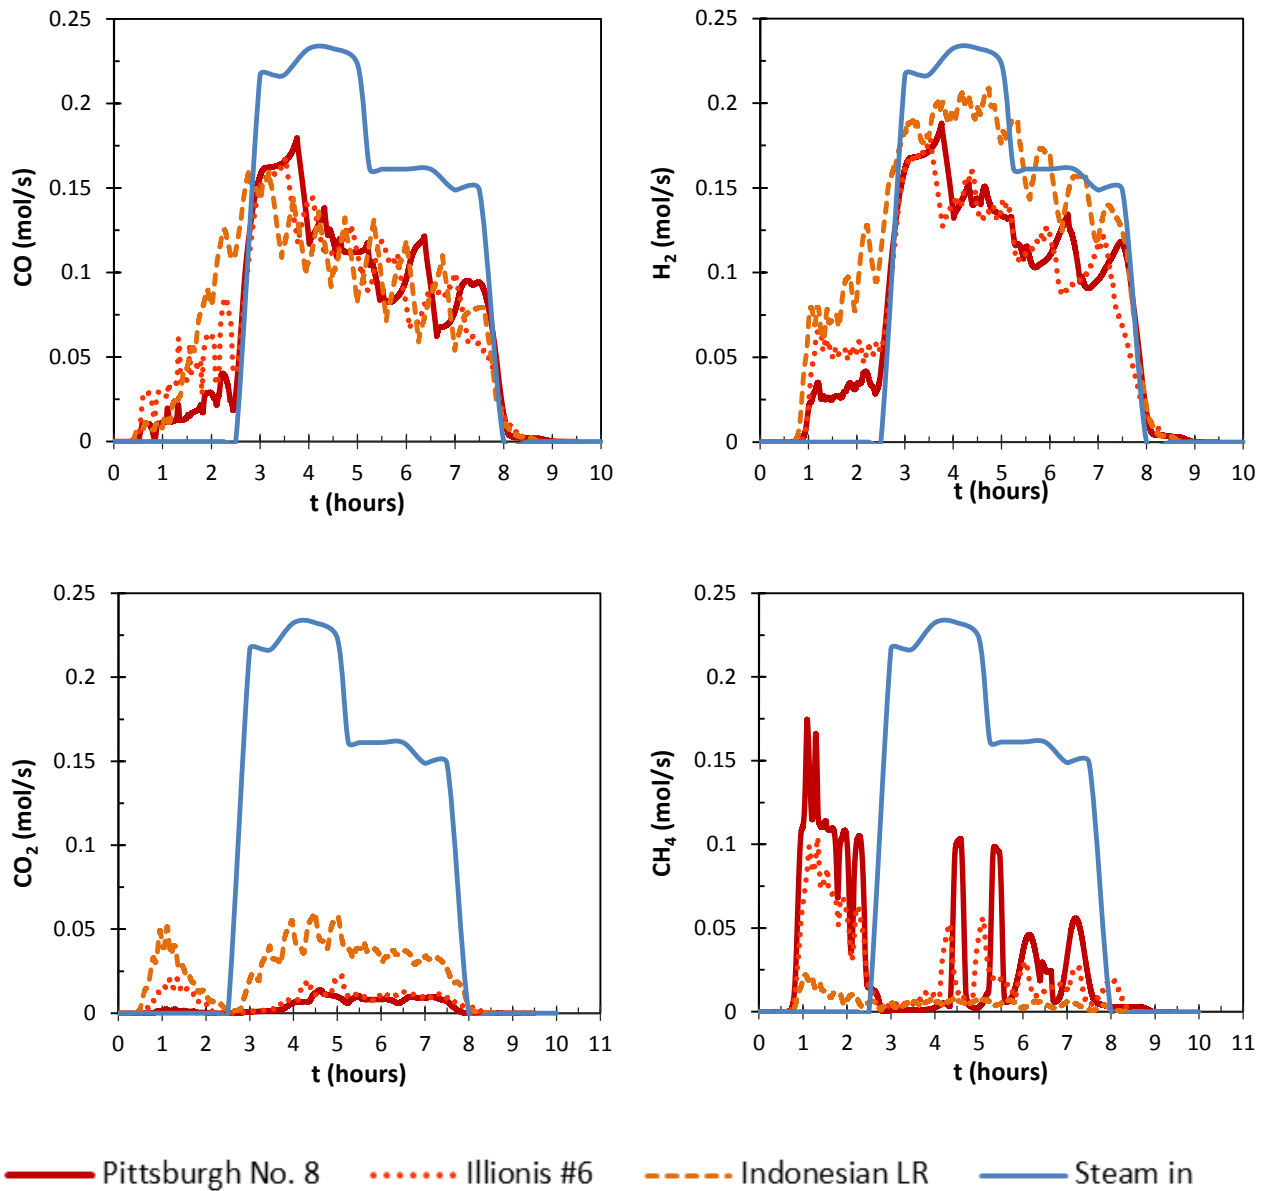 CO (mol/s)
0.25
0.2
0.15
0.1
0.05
0
0 1 2 3 4 5 6 7 8 9 10
t (hours)
H2 (mol/s)
0.25
0.2
0.15
0.1
0.05
0
0 1 2 3 4 5 6 7 8 9 10
t (hours)
CO2 (mol/s)
0.25
0.2
0.15
0.1
0.05
0
0 1 2 3 4 5 6 7 8 9 10 11
t (hours)
CH4 (mol/s)
0.25
0.2
0.15
0.1
0.05
0
0 1 2 3 4 5 6 7 8 9 10 11
t (hours)
Pittsburgh No. 8 Illionis #6 Indonesian LR Steam in